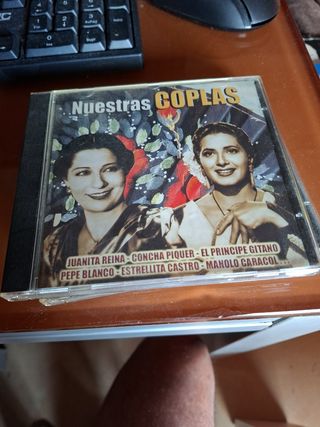 Nuestras COPLAS
JUANITA REINA - CONCHA PIQUER - EL PRINCIPE GITANO
PEPE BLANCO - ESTRELLITA CASTRO - MANOLO CARACOL...